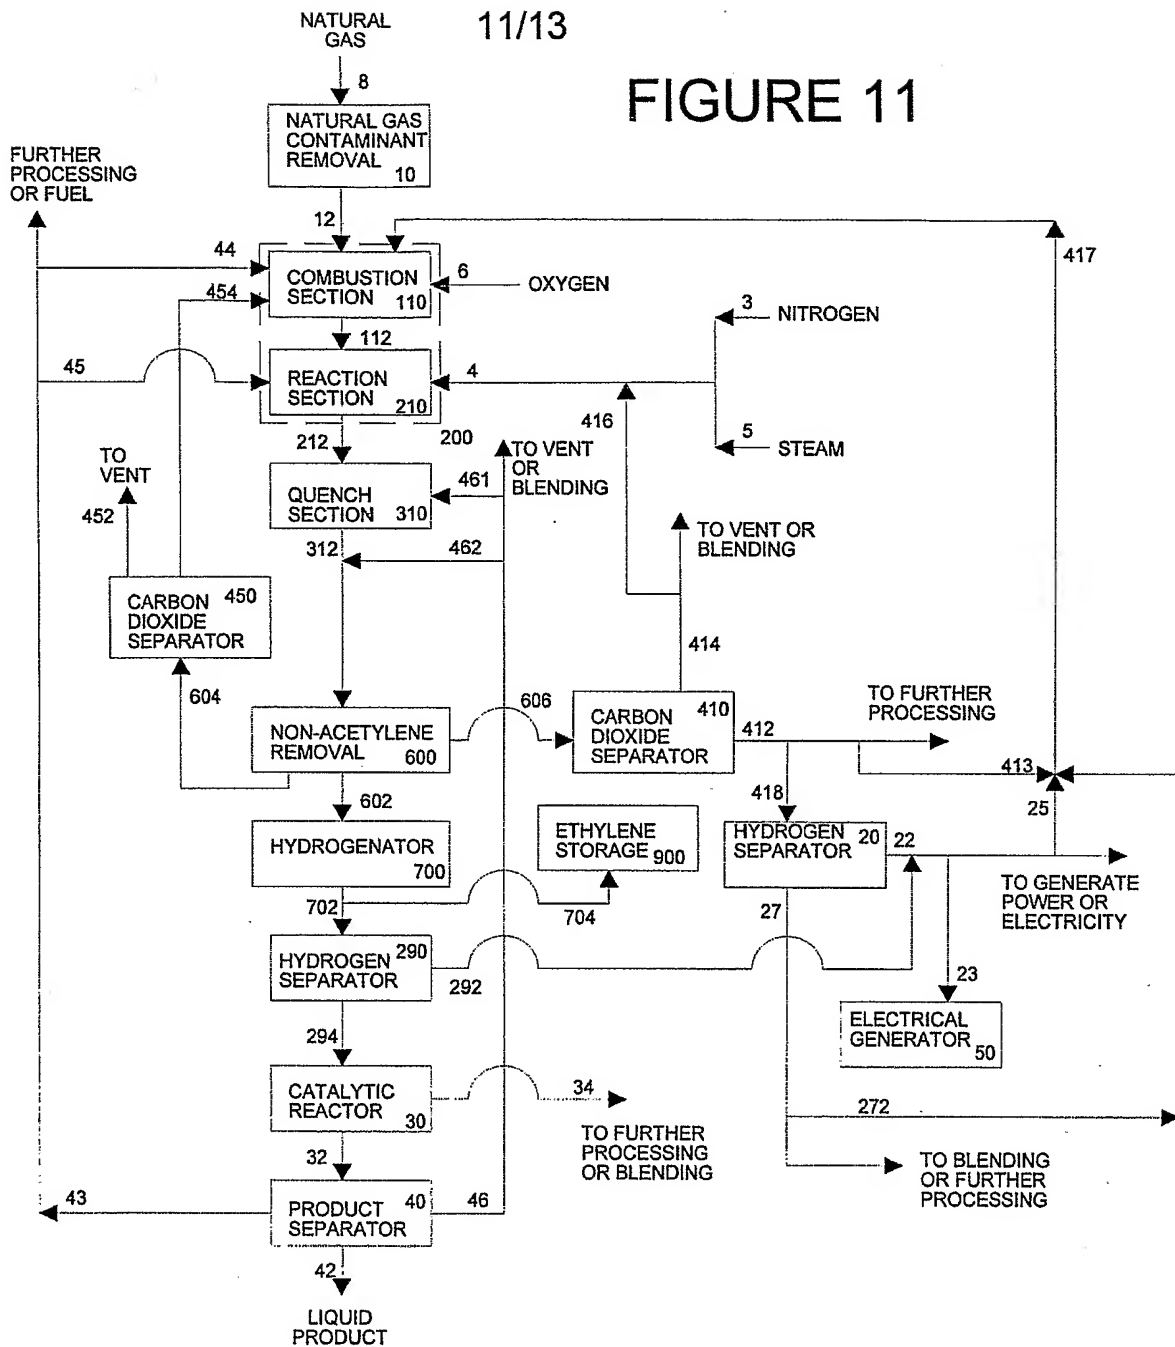 NATURAL
GAS
11/13
FIGURE 11
8
NATURAL GAS
CONTAMINANT
REMOVAL
10
FURTHER
PROCESSING
OR FUEL
12
417
44
COMBUSTION
SECTION
110
6
OXYGEN
454
3
NITROGEN
112
45
REACTION
SECTION
210
4
416
5
STEAM
212
200
TO
VENT
TO VENT
OR
BLENDING
452
QUENCH
SECTION
310
461
TO VENT OR
BLENDING
312
462
CARBON
DIOXIDE
SEPARATOR
450
414
604
606
TO FURTHER
PROCESSING
NON-ACETYLENE
REMOVAL
600
CARBON
DIOXIDE
SEPARATOR
410
412
413
602
418
25
HYDROGENATOR
700
ETHYLENE
STORAGE
900
HYDROGEN
SEPARATOR
20
22
TO GENERATE
POWER OR
ELECTRICITY
702
704
27
HYDROGEN
SEPARATOR
290
292
23
ELECTRICAL
GENERATOR
50
294
CATALYTIC
REACTOR
30
34
272
TO FURTHER
PROCESSING
OR BLENDING
32
TO BLENDING
OR FURTHER
PROCESSING
43
PRODUCT
SEPARATOR
40
46
42
LIQUID
PRODUCT